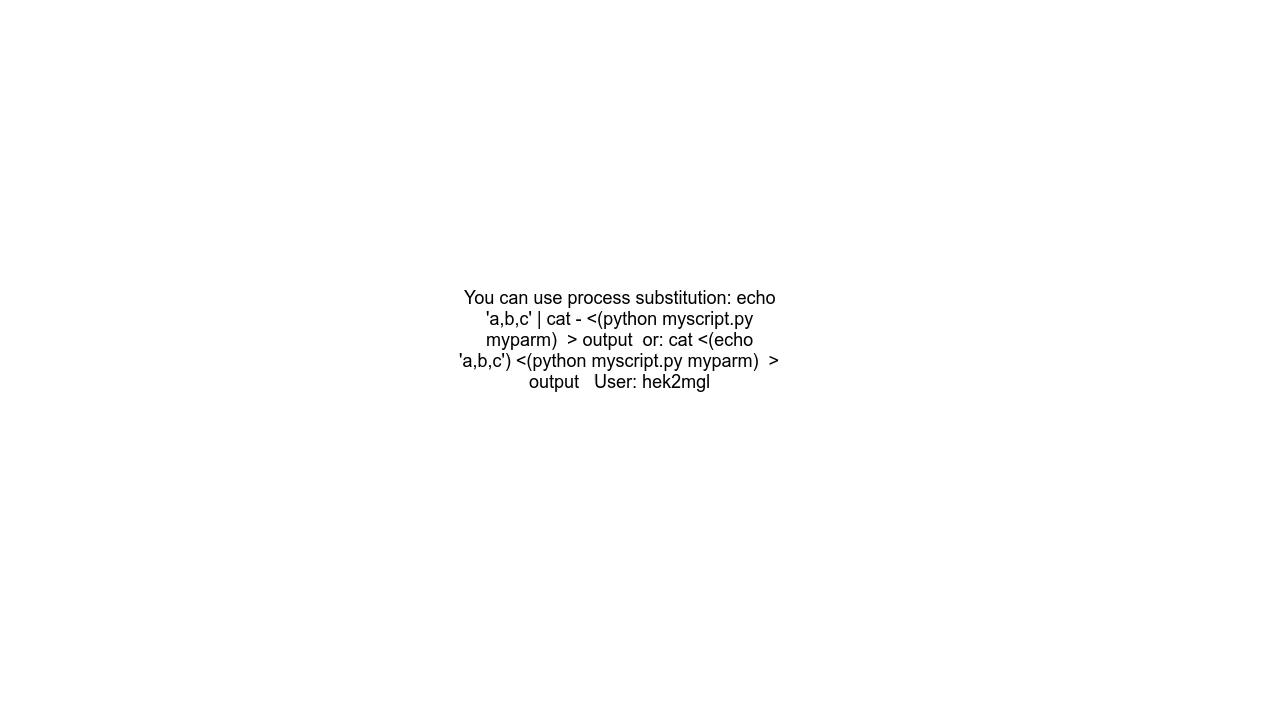 You can use process substitution: echo
'a,b,c' | cat - <(python myscript.py
myparm)  > output  or: cat <(echo
'a,b,c') <(python myscript.py myparm)  >
output   User: hek2mgl